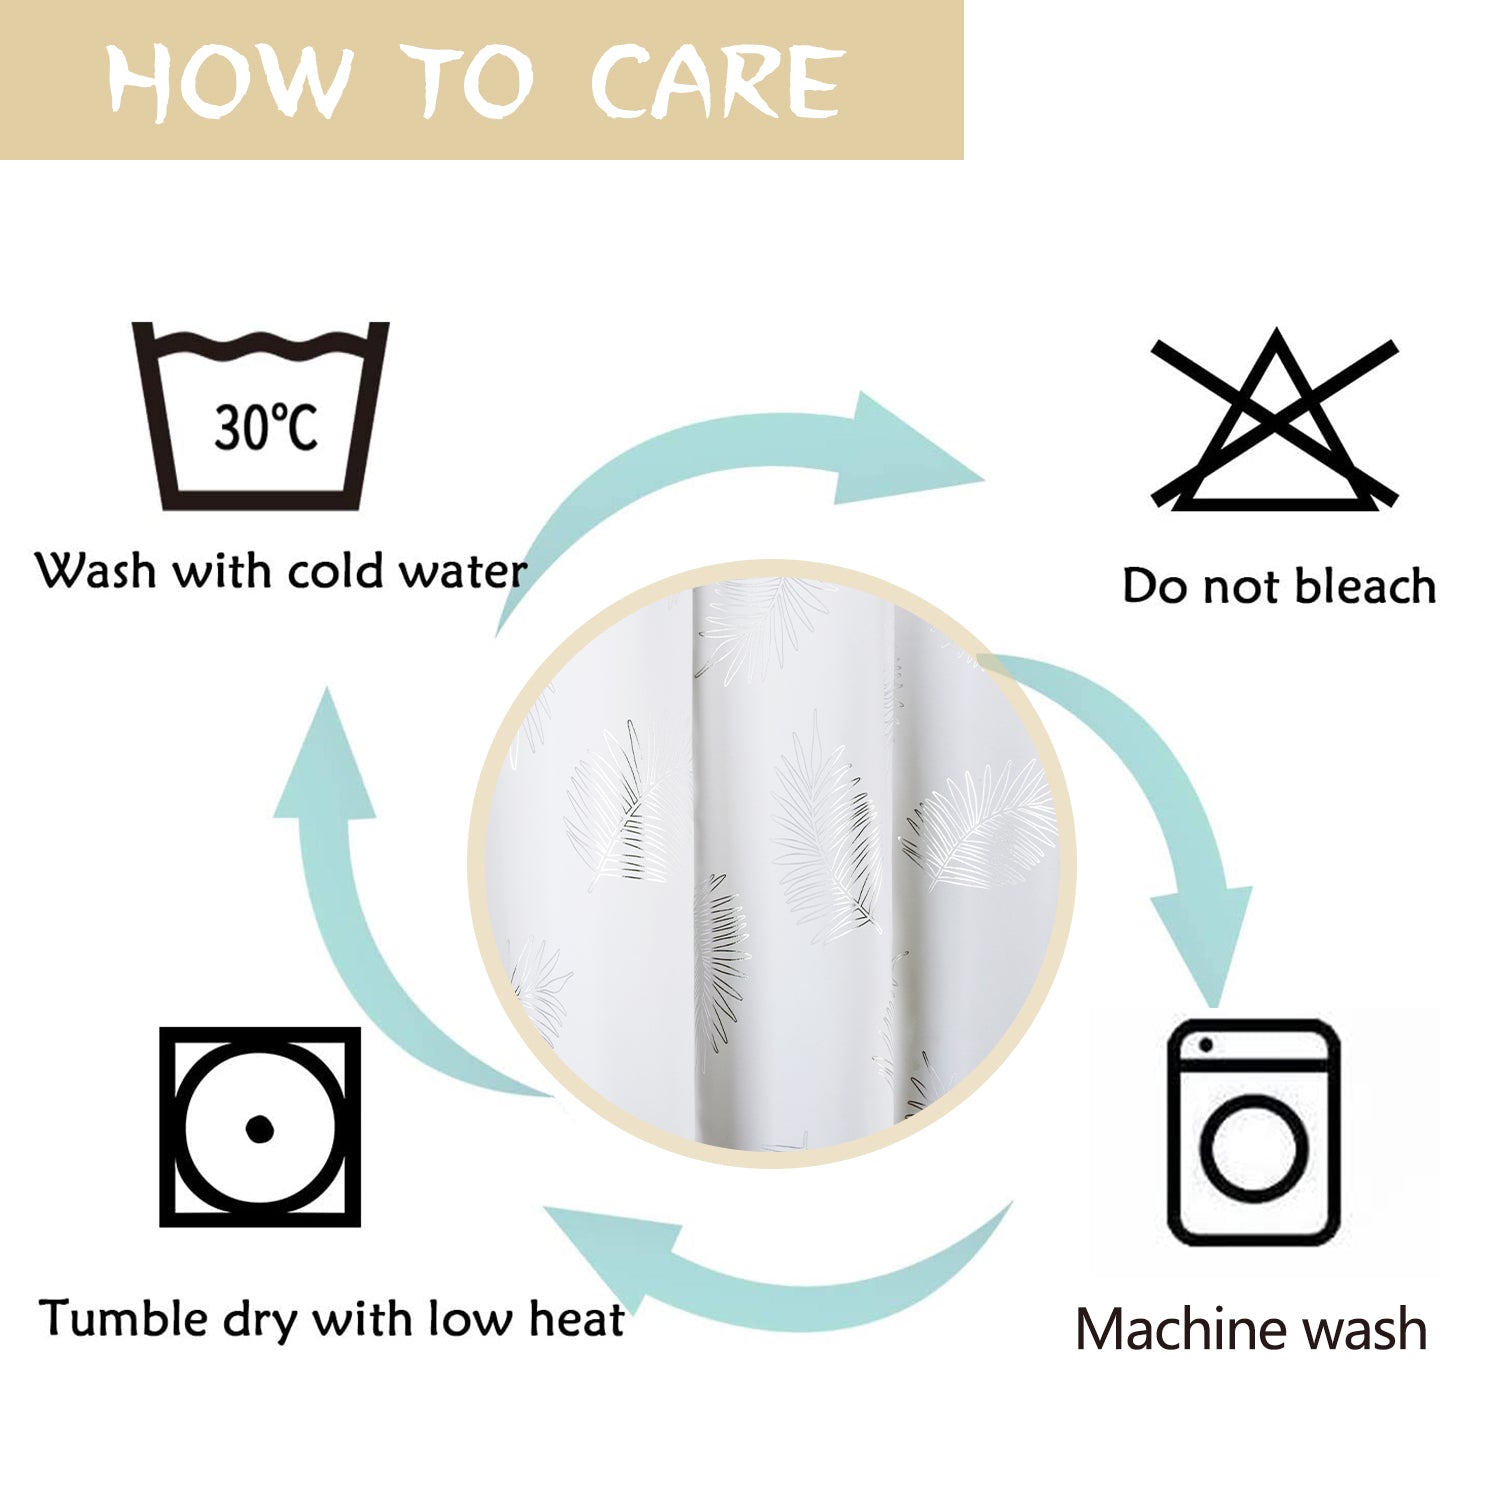 HOW TO CARE
30°C
Wash with cold water
Do not bleach
Tumble dry with low heat
Machine wash